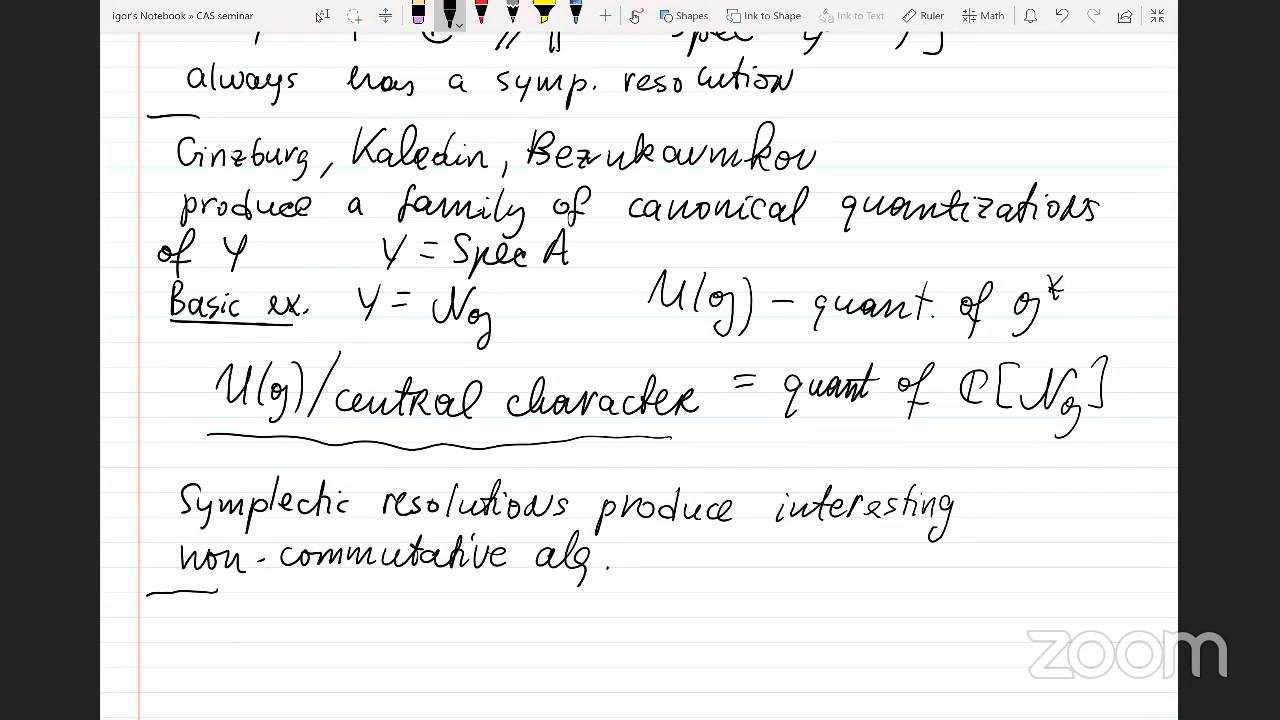 igor's Notebook » CAS seminar
Shapes
Ink to Shape
Ink to Text
Ruler
Math
always has a symp. resolution
Ginzburg, Kaledin, Bezrukavnikov
produce a family of canonical quantizations
of Y Y = Spec A
Basic ex. Y = N_g U(g) – quant. of g*
U(g)/central character = quant of ℂ[N_g]
Symplectic resolutions produce interesting
non-commutative alg.
zoom